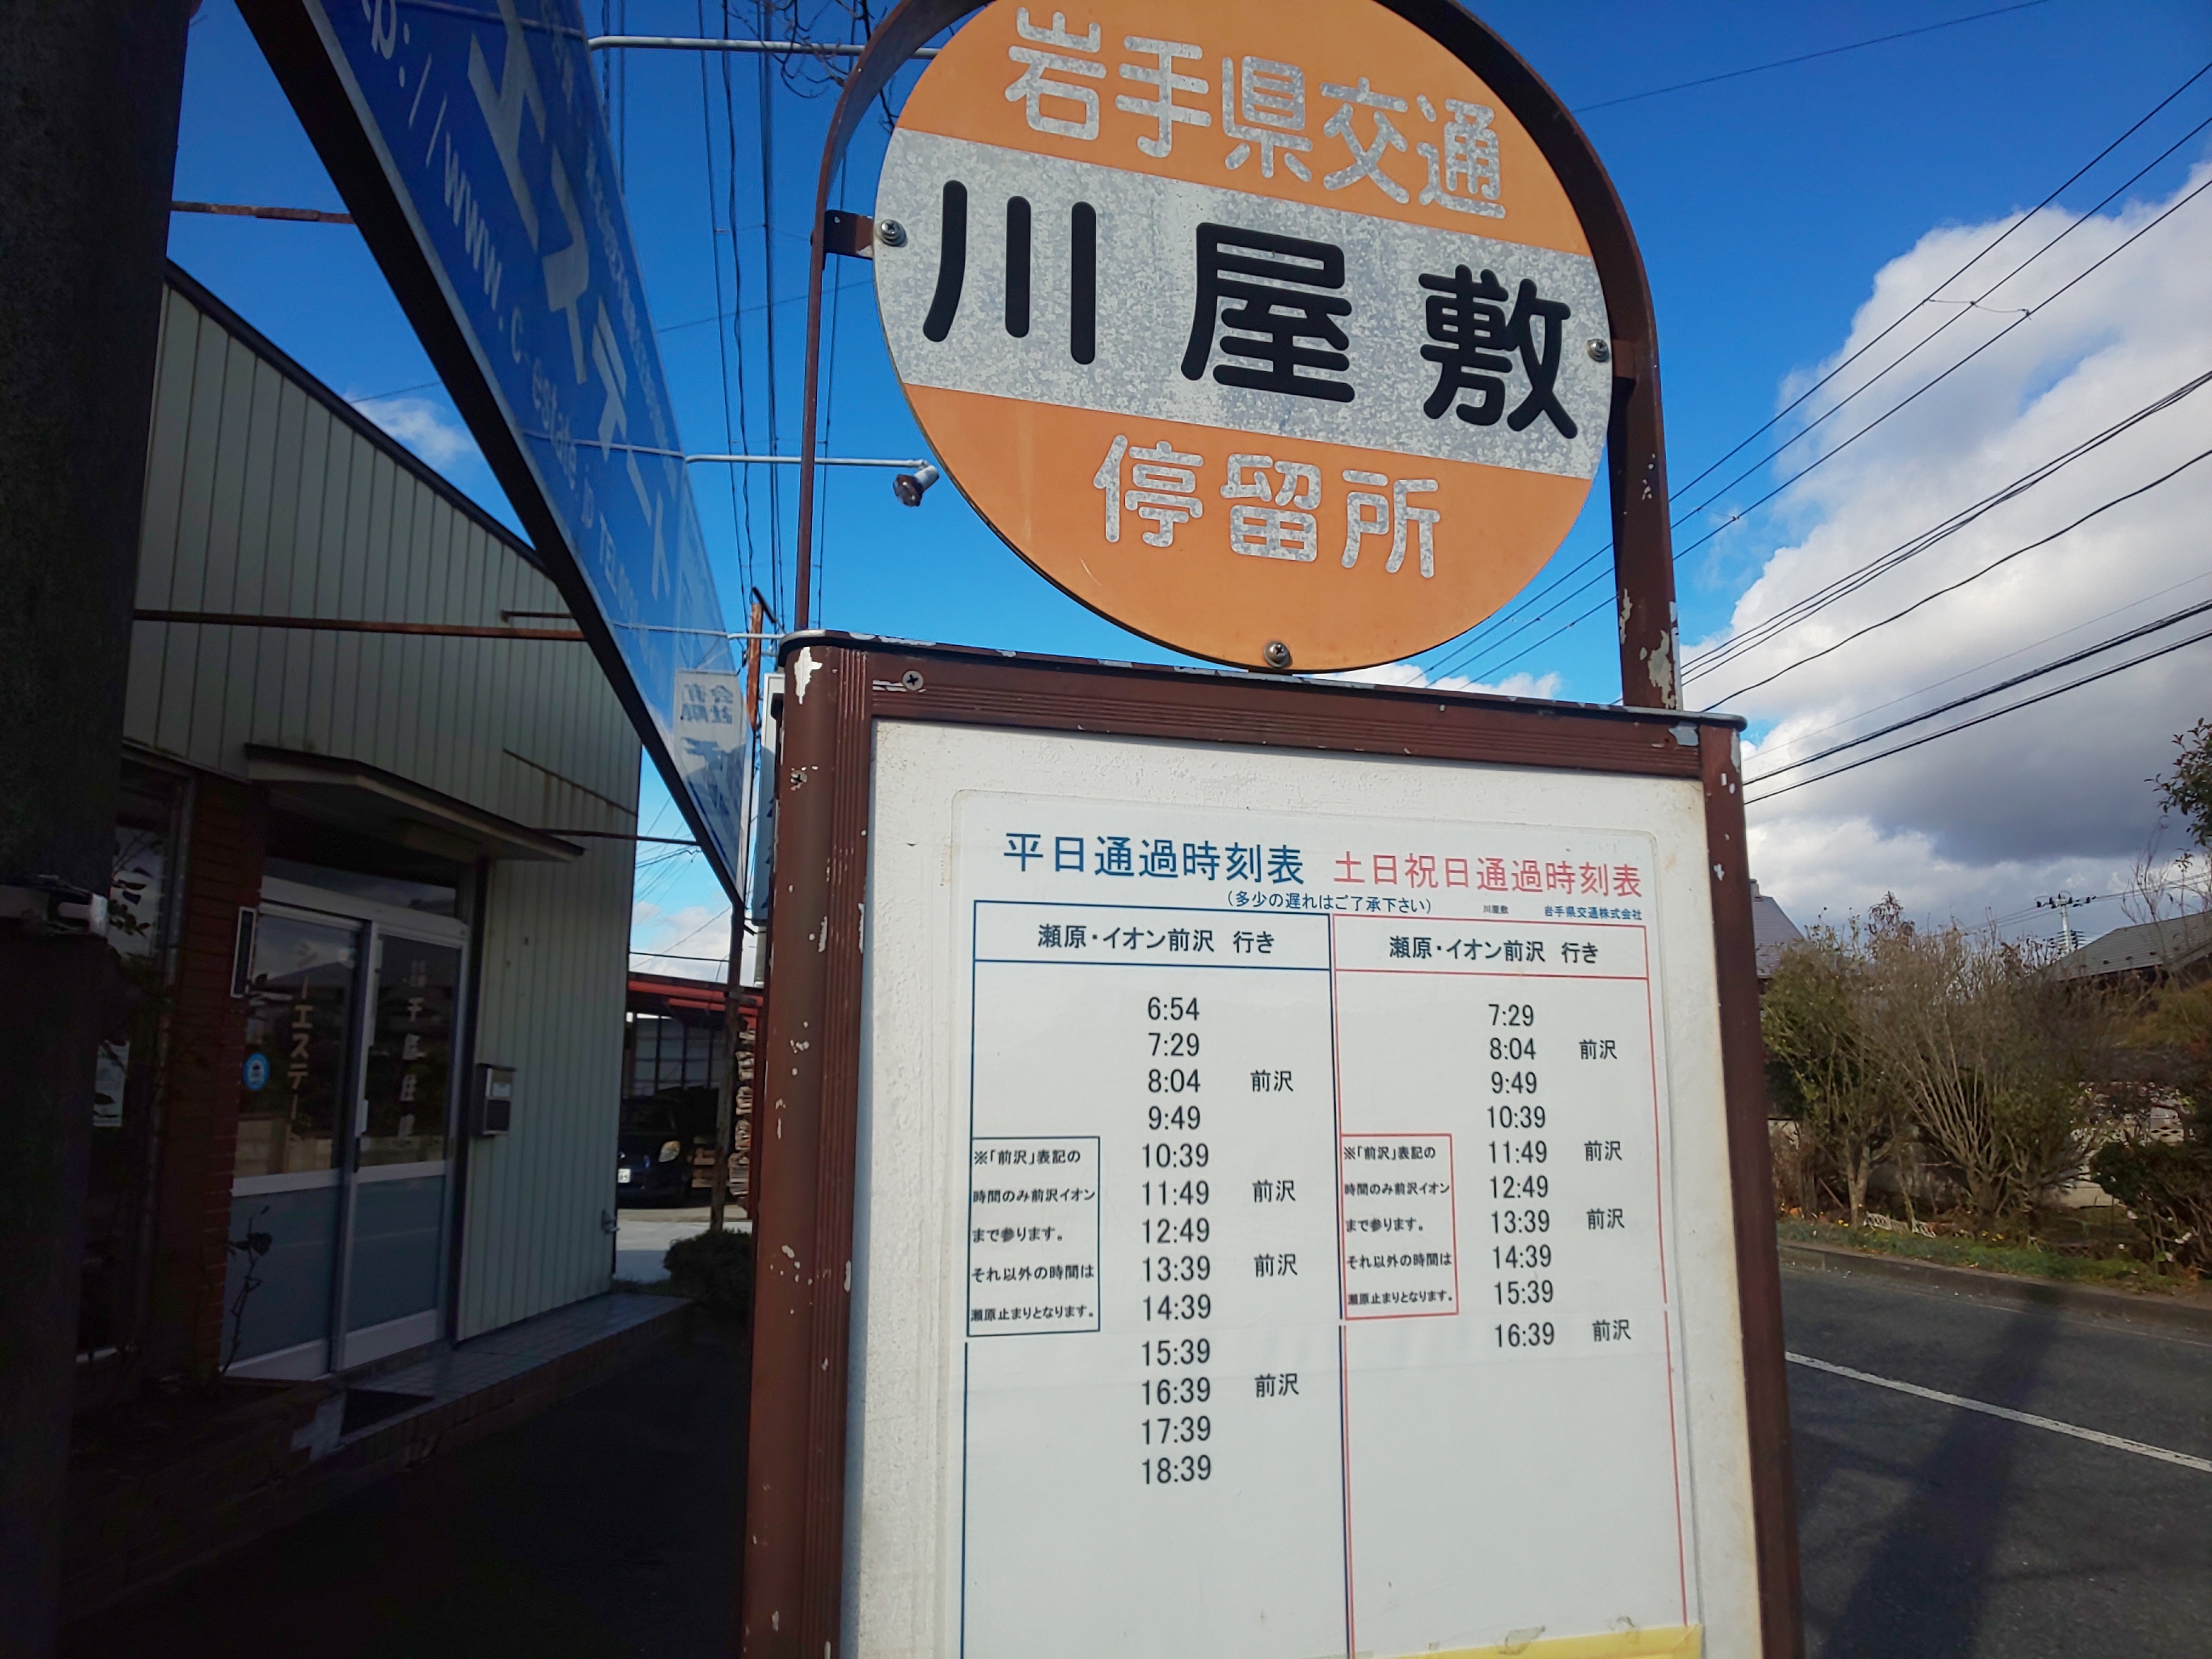 岩手県交通
川屋敷
停留所
平日通過時刻表
土日祝日通過時刻表
(多少の遅れはご了承下さい)
川屋敷
岩手県交通株式会社
瀬原・イオン前沢 行き
6:54
7:29
8:04 前沢
9:49
10:39
11:49 前沢
12:49
13:39 前沢
14:39
15:39
16:39 前沢
17:39
18:39
※「前沢」表記の
時間のみ前沢イオン
まで参ります。
それ以外の時間は
瀬原止まりとなります。
瀬原・イオン前沢 行き
7:29
8:04 前沢
9:49
10:39
11:49 前沢
12:49
13:39 前沢
14:39
15:39
16:39 前沢
※「前沢」表記の
時間のみ前沢イオン
まで参ります。
それ以外の時間は
瀬原止まりとなります。
エステート
://www.c-estate.
TEL
シーエステー